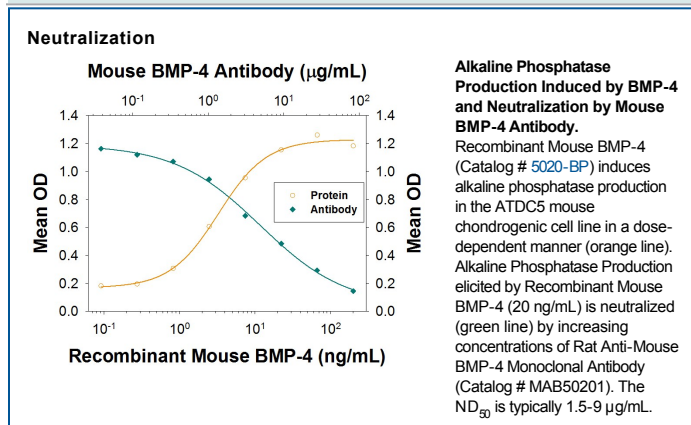 Neutralization
Mouse BMP-4 Antibody (µg/mL)
10⁻¹ 10⁰ 10¹ 10²
1.4 1.4
1.2 1.2
1.0 1.0
0.8 0.8
0.6 0.6
0.4 0.4
0.2 0.2
0.0 0.0
Mean OD
Mean OD
Protein
Antibody
10⁻¹ 10⁰ 10¹ 10²
Recombinant Mouse BMP-4 (ng/mL)
Alkaline Phosphatase
Production Induced by BMP-4
and Neutralization by Mouse
BMP-4 Antibody.
Recombinant Mouse BMP-4
(Catalog # 5020-BP) induces
alkaline phosphatase production
in the ATDC5 mouse
chondrogenic cell line in a dose-
dependent manner (orange line).
Alkaline Phosphatase Production
elicited by Recombinant Mouse
BMP-4 (20 ng/mL) is neutralized
(green line) by increasing
concentrations of Rat Anti-Mouse
BMP-4 Monoclonal Antibody
(Catalog # MAB50201). The
ND₅₀ is typically 1.5-9 µg/mL.